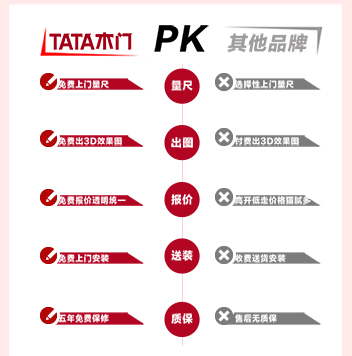 TATA木门 PK 其他品牌
免费上门量尺 量尺 选择性上门量尺
免费出3D效果图 出图 付费出3D效果图
免费报价透明统一 报价 高开低走价格猫腻多
免费上门安装 送装 收费送货安装
五年免费保修 质保 售后无质保